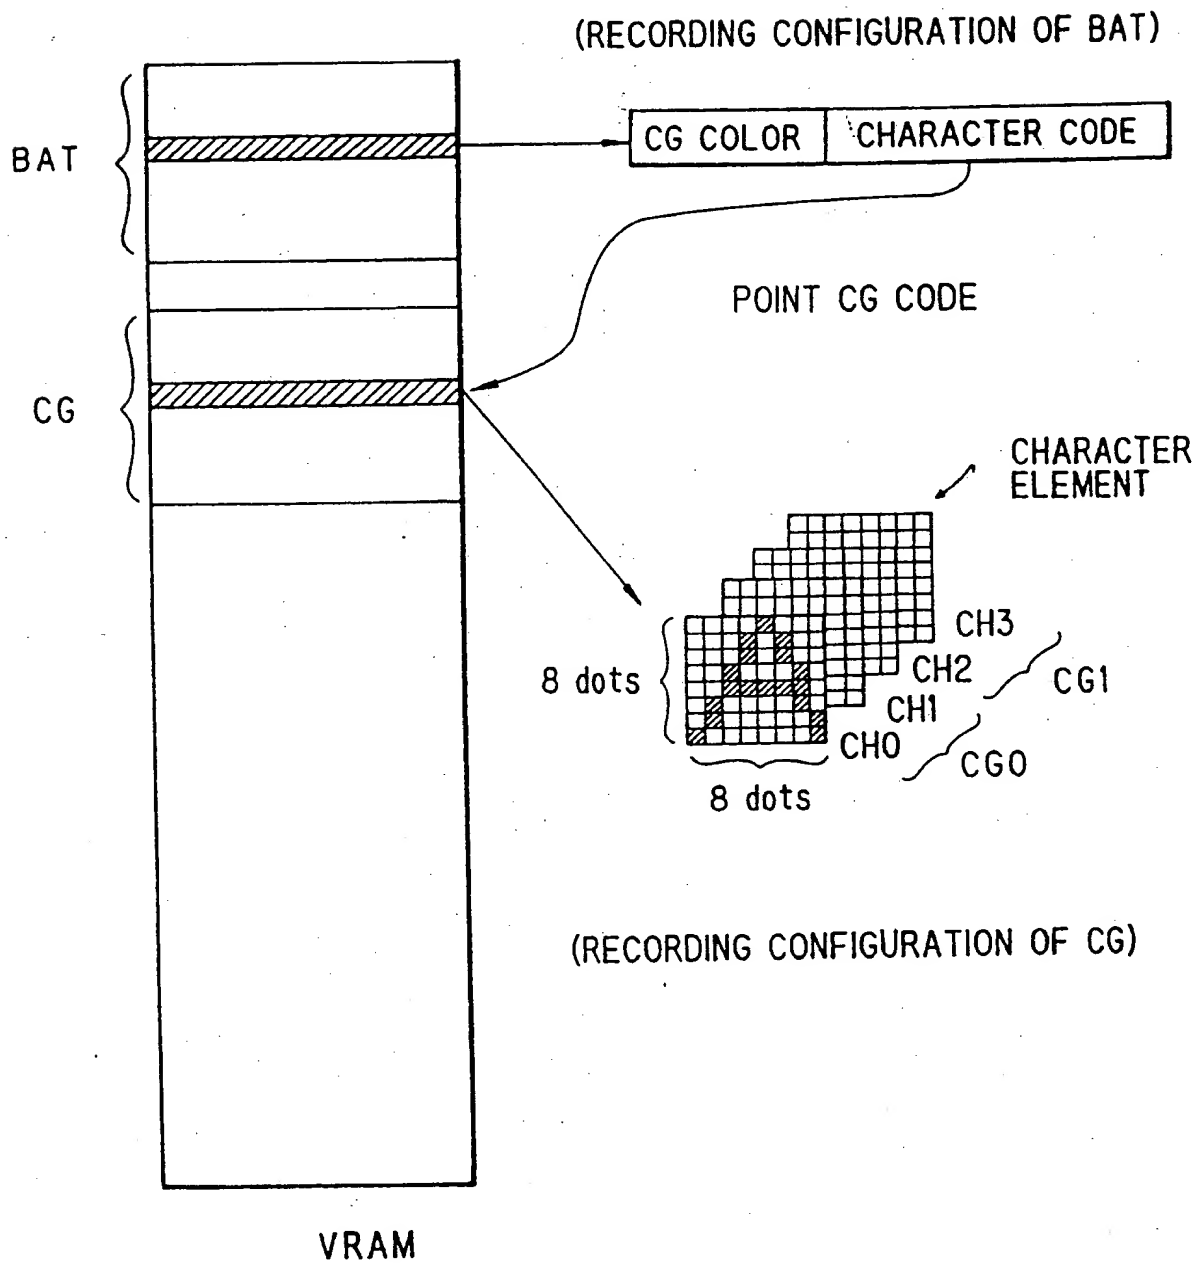 (RECORDING CONFIGURATION OF BAT)
BAT
CG COLOR
CHARACTER CODE
POINT CG CODE
CG
CHARACTER
ELEMENT
CH3
CH2
CG1
CH1
8 dots
CH0
CG0
8 dots
(RECORDING CONFIGURATION OF CG)
VRAM